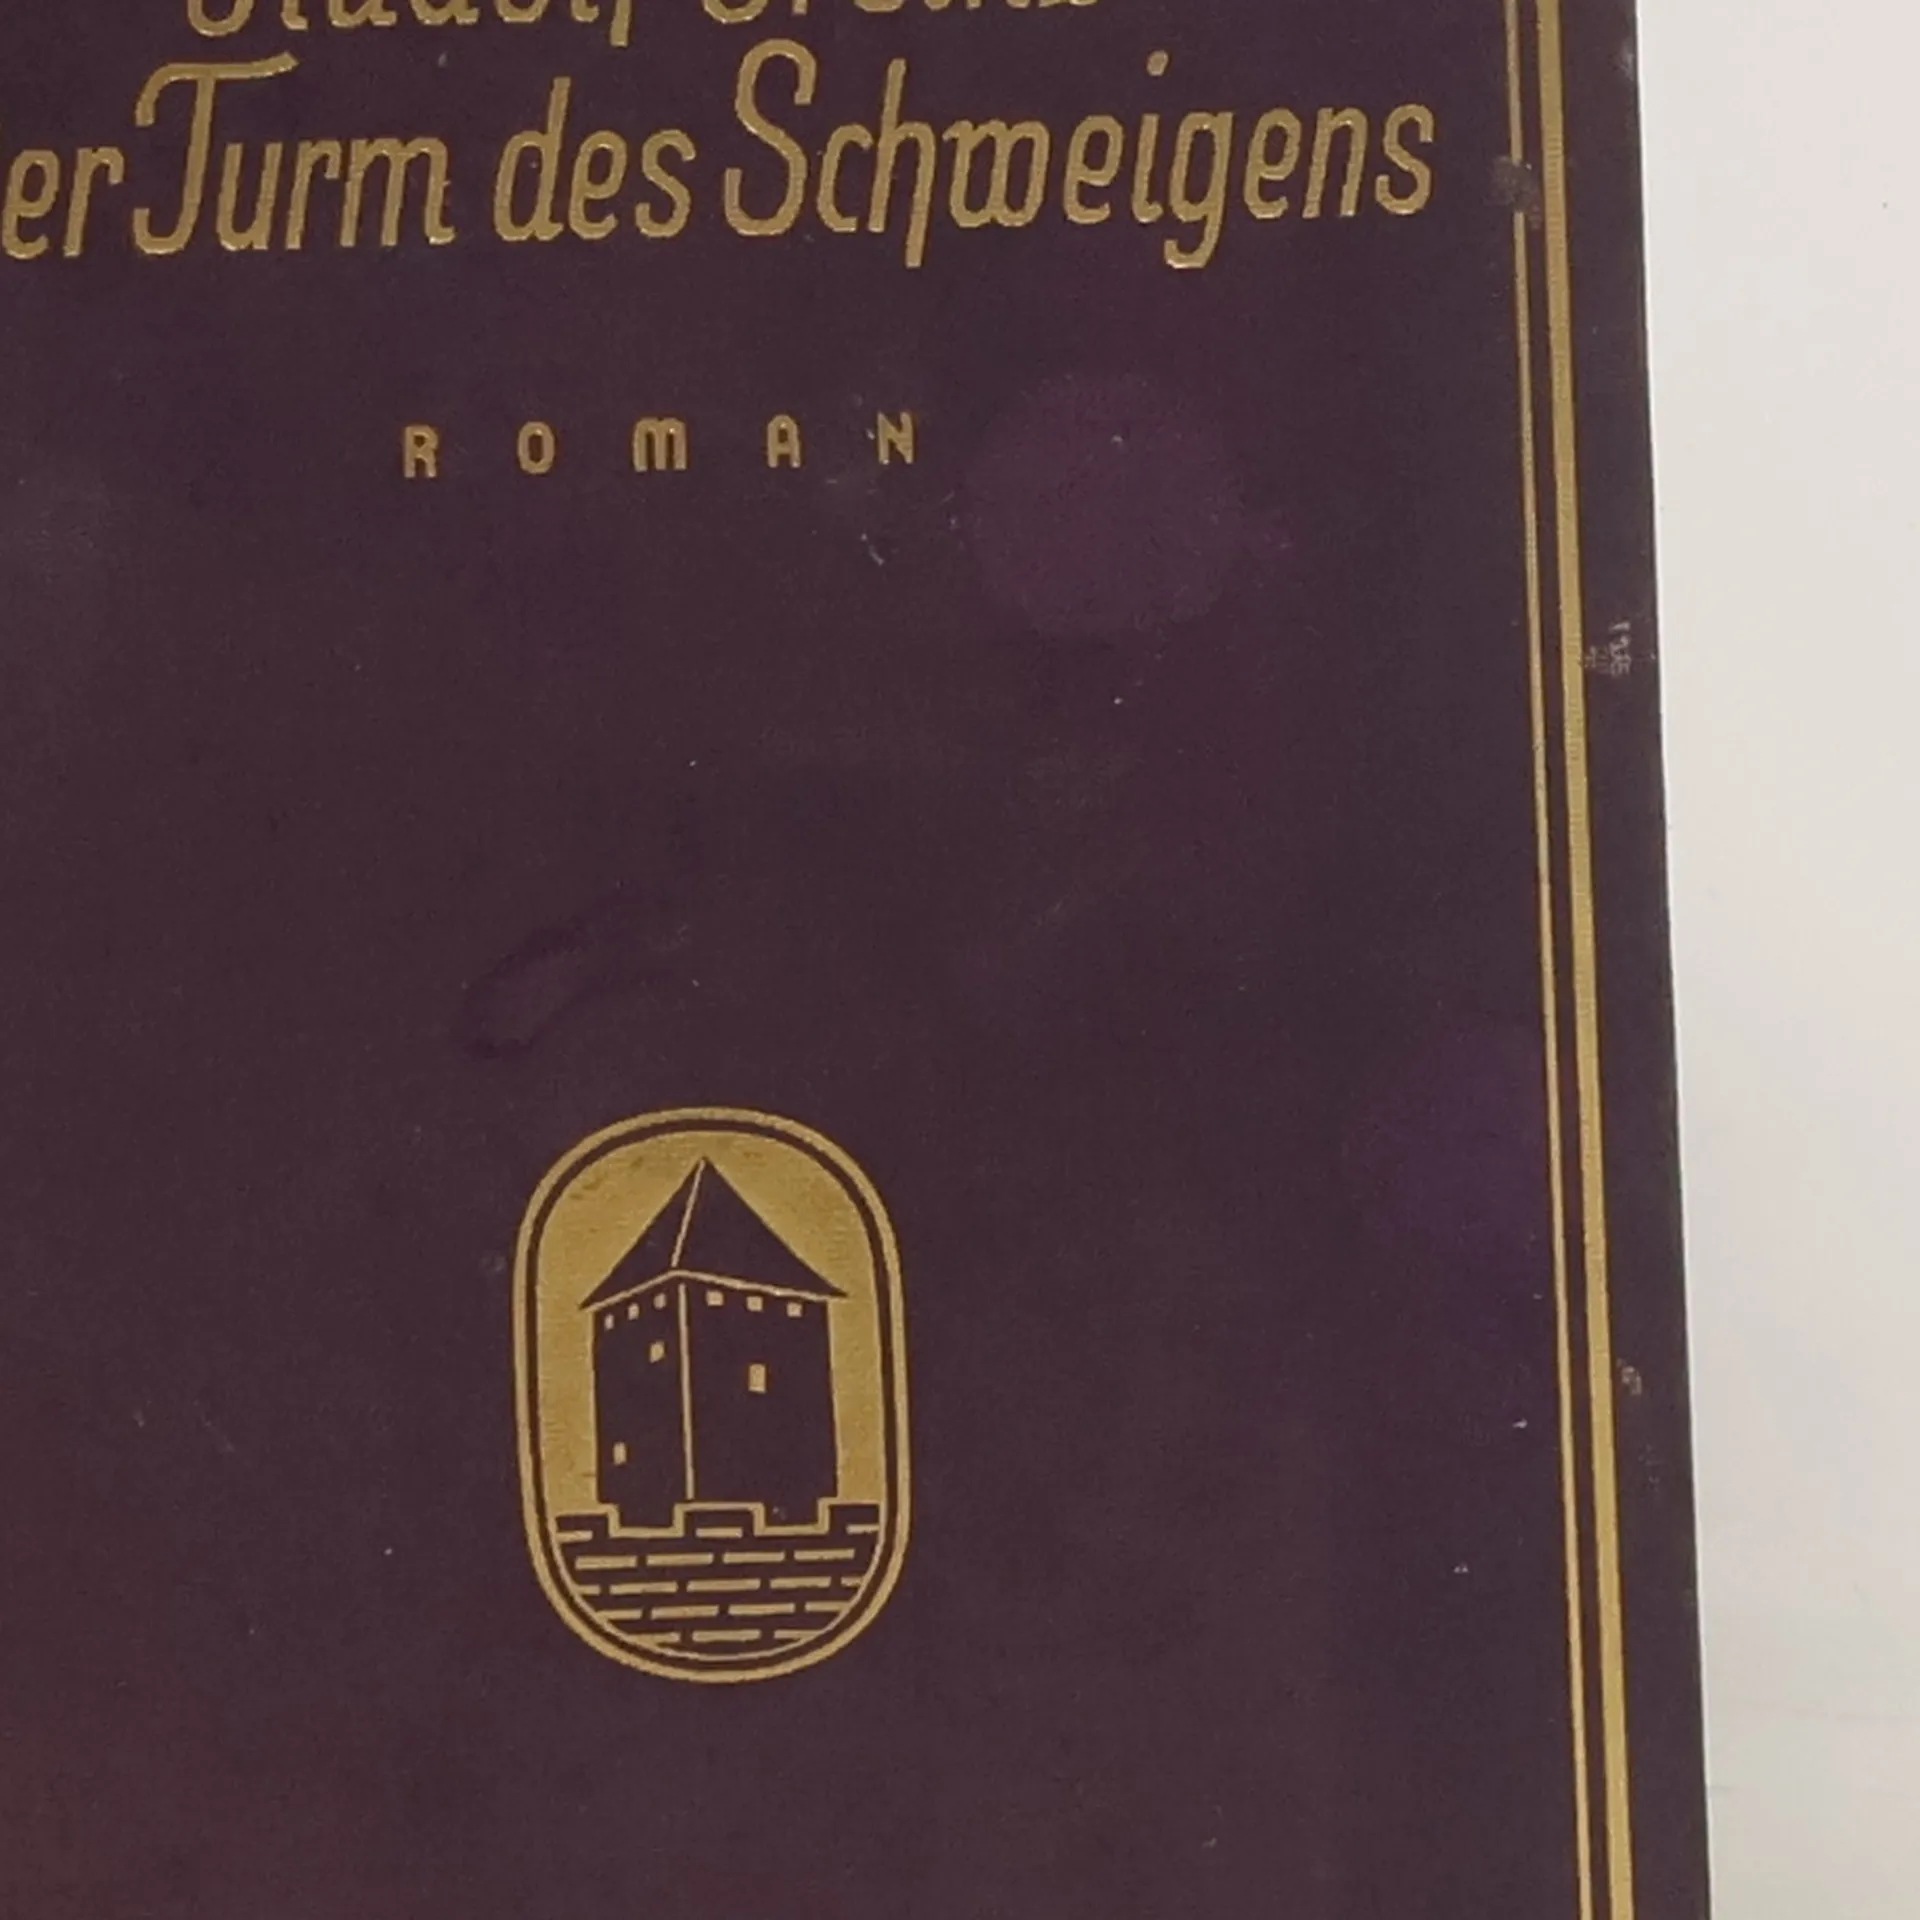 er Turm des Schweigens
ROMAN